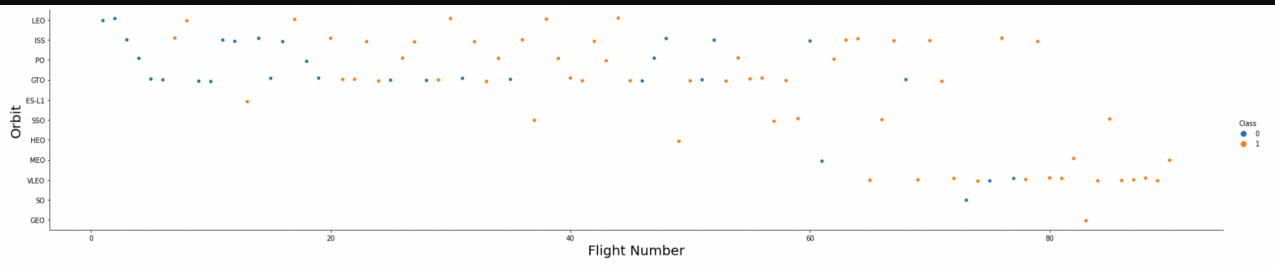 LEO
ISS
PO
GTO
ES-L1
SSO
HEO
MEO
VLEO
SO
GEO
Orbit
0 20 40 60 80
Flight Number
Class
0
1